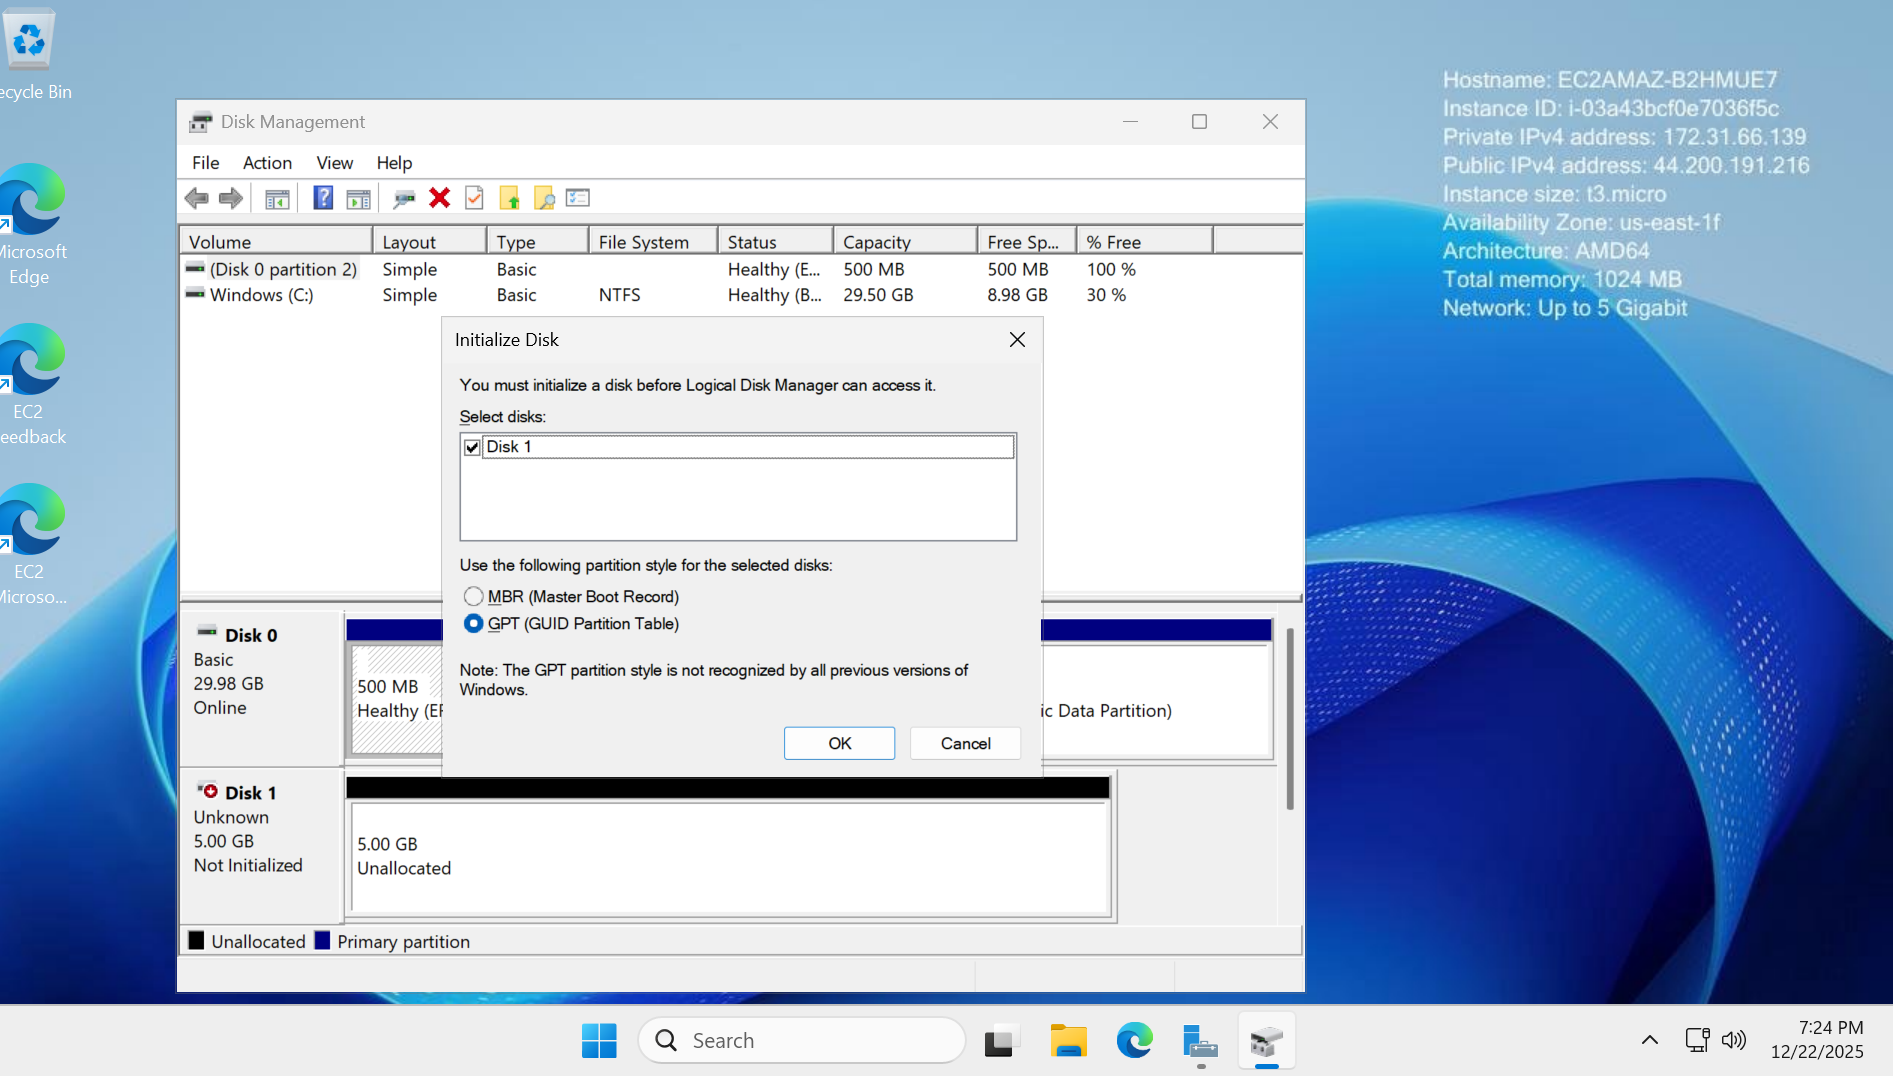 ecycle Bin
Microsoft
Edge
EC2
eedback
EC2
Microso...
Hostname: EC2AMAZ-B2HMUE7
Instance ID: i-03a43bcf0e7036f5c
Private IPv4 address: 172.31.66.139
Public IPv4 address: 44.200.191.216
Instance size: t3.micro
Availability Zone: us-east-1f
Architecture: AMD64
Total memory: 1024 MB
Network: Up to 5 Gigabit
Disk Management
File Action View Help
Volume Layout Type File System Status Capacity Free Sp... % Free
(Disk 0 partition 2) Simple Basic Healthy (E... 500 MB 500 MB 100 %
Windows (C:) Simple Basic NTFS Healthy (B... 29.50 GB 8.98 GB 30 %
Initialize Disk
You must initialize a disk before Logical Disk Manager can access it.
Select disks:
Disk 1
Use the following partition style for the selected disks:
MBR (Master Boot Record)
GPT (GUID Partition Table)
Note: The GPT partition style is not recognized by all previous versions of
Windows.
OK Cancel
Disk 0
Basic
29.98 GB
Online
500 MB
Healthy (EF
ic Data Partition)
Disk 1
Unknown
5.00 GB
Not Initialized
5.00 GB
Unallocated
Unallocated Primary partition
Search
7:24 PM
12/22/2025